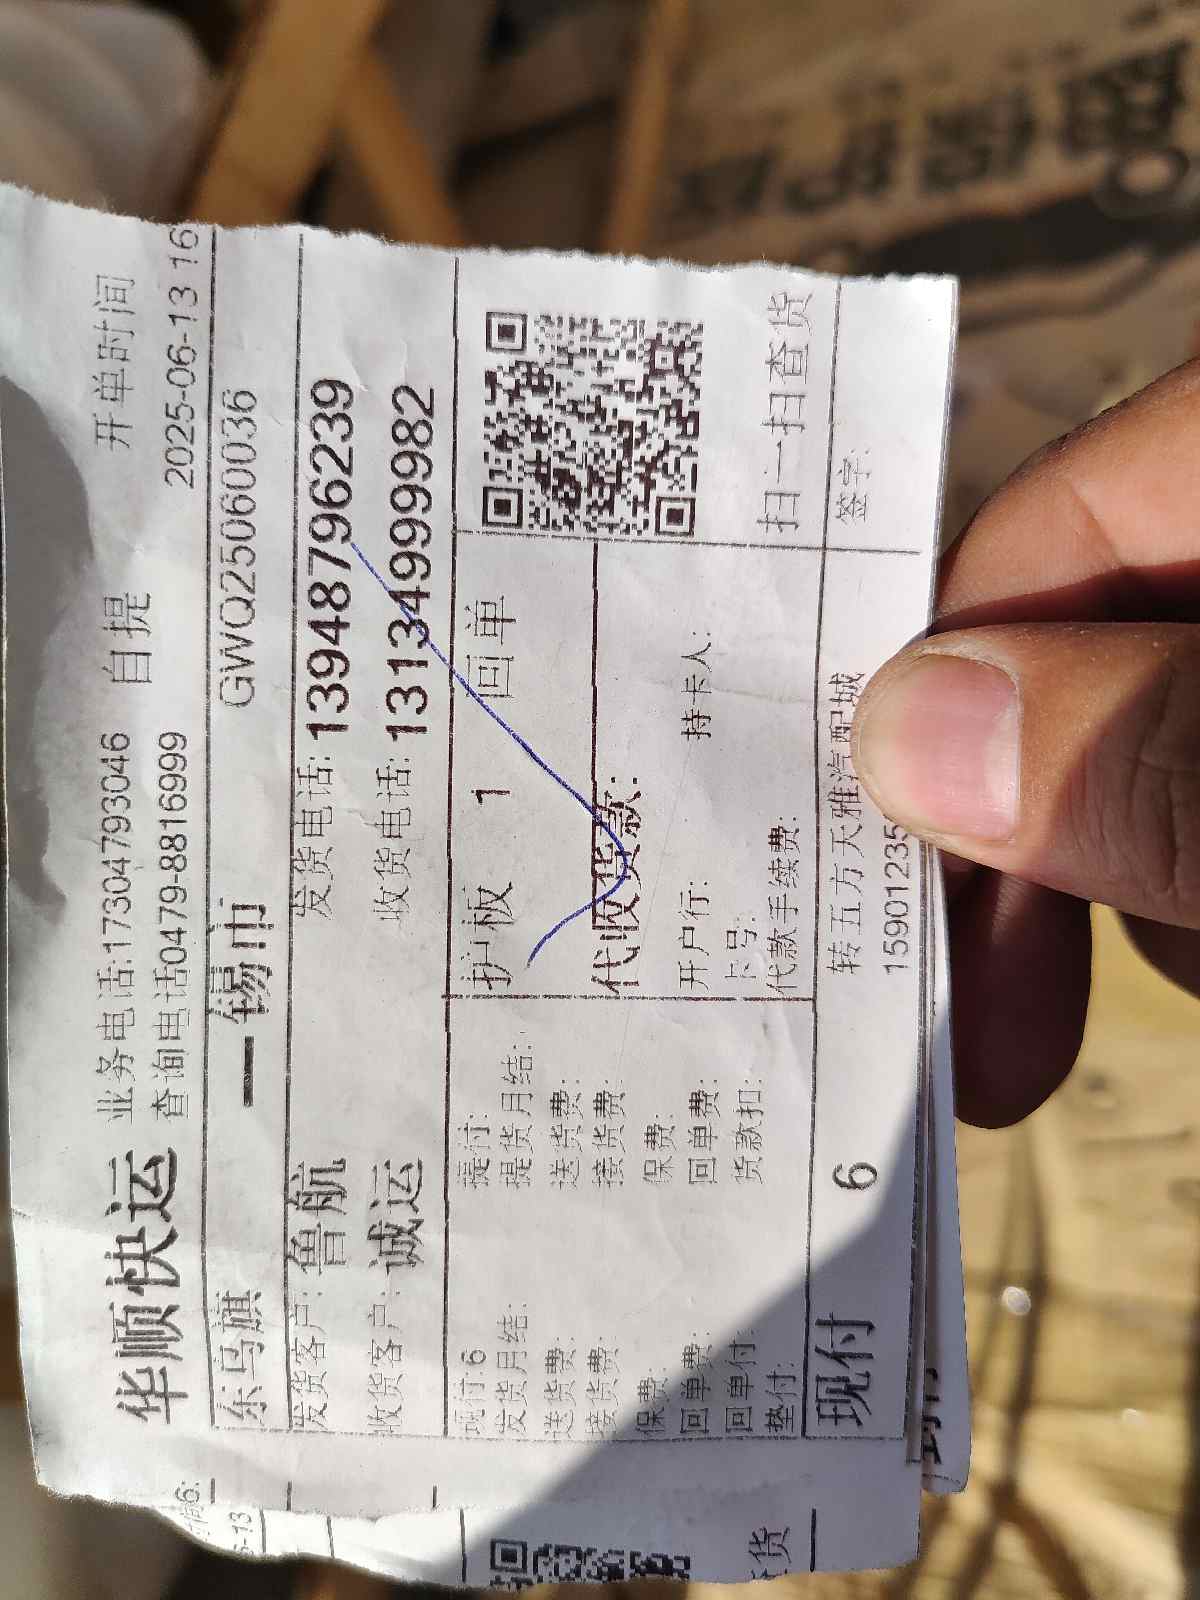 华顺快运 业务电话:17304793046 自提 开单时间
查询电话0479-8816999 2025-06-13 16
东乌旗 —锡市 GWQ25060036
发货客户: 鲁航 发货电话: 13948796239
收货客户: 诚运 收货电话: 13134999982
现付:6 提付: 护板 1 回单
发货月结: 提货月结:
送货费: 送货费:
接货费: 接货费: 代收货款:
保费: 保费:
回单费: 回单费: 开户行: 持卡人:
回单付: 货款扣: 卡号:
垫付: 代款手续费: 扫一扫查货
现付 6 转五方天雅汽配城 签字:
15901235